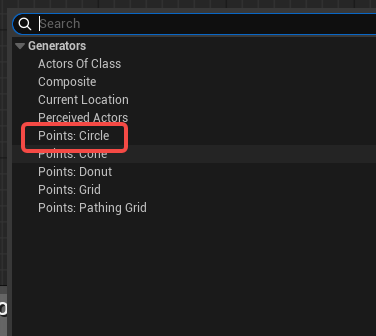 Search
Generators
Actors Of Class
Composite
Current Location
Perceived Actors
Points: Circle
Points: Cone
Points: Donut
Points: Grid
Points: Pathing Grid